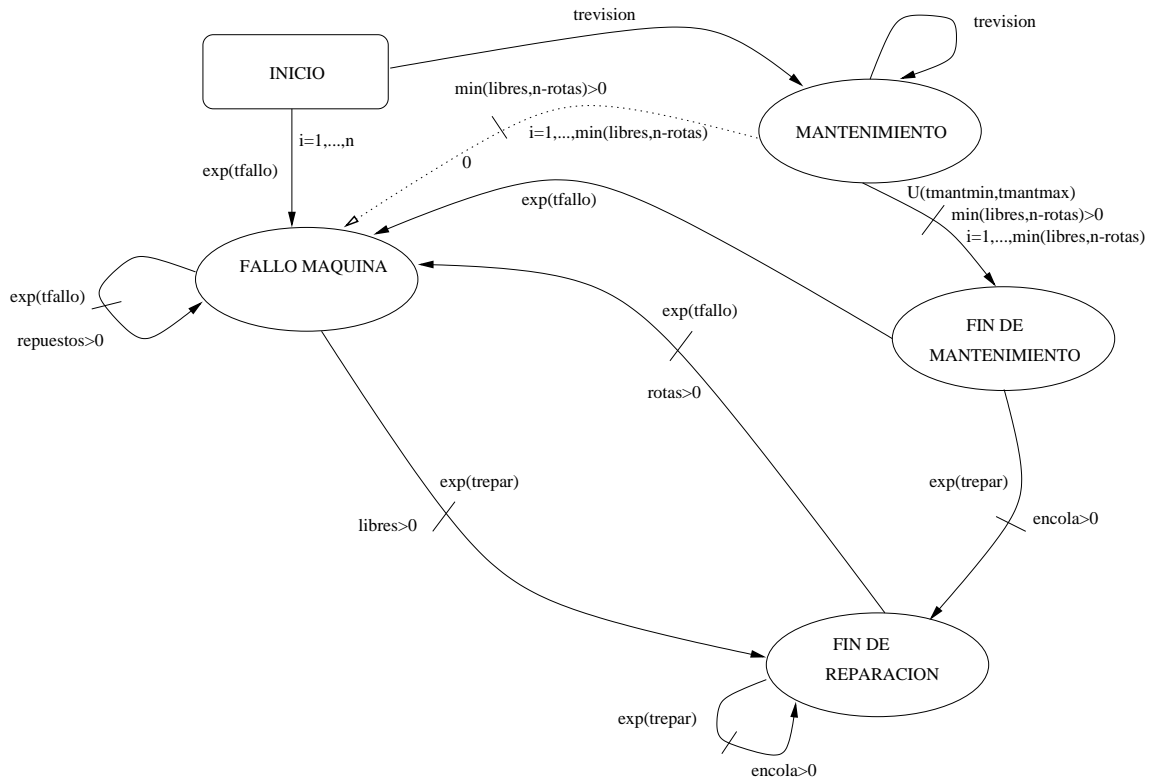 trevision
trevision
INICIO
min(libres,n-rotas)>0
i=1,...,min(libres,n-rotas)
MANTENIMIENTO
i=1,...,n
0
exp(tfallo)
U(tmantmin,tmantmax)
exp(tfallo)
min(libres,n-rotas)>0
i=1,...,min(libres,n-rotas)
FALLO MAQUINA
exp(tfallo)
repuestos>0
exp(tfallo)
FIN DE
MANTENIMIENTO
rotas>0
exp(trepar)
exp(trepar)
libres>0
encola>0
FIN DE
REPARACION
exp(trepar)
encola>0